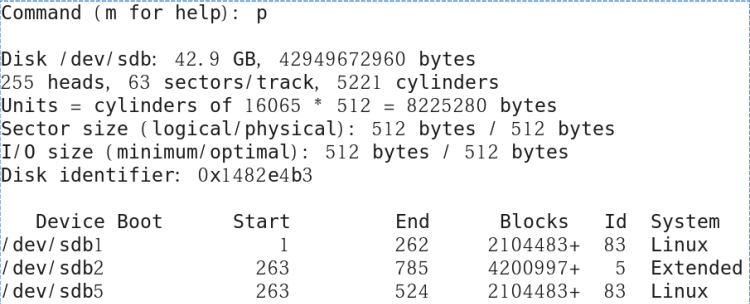 Command (m for help): p
Disk /dev/sdb: 42.9 GB, 42949672960 bytes
255 heads, 63 sectors/track, 5221 cylinders
Units = cylinders of 16065 * 512 = 8225280 bytes
Sector size (logical/physical): 512 bytes / 512 bytes
I/O size (minimum/optimal): 512 bytes / 512 bytes
Disk identifier: 0x1482e4b3
Device Boot Start End Blocks Id System
/dev/sdb1 1 262 2104483+ 83 Linux
/dev/sdb2 263 785 4200997+ 5 Extended
/dev/sdb5 263 524 2104483+ 83 Linux